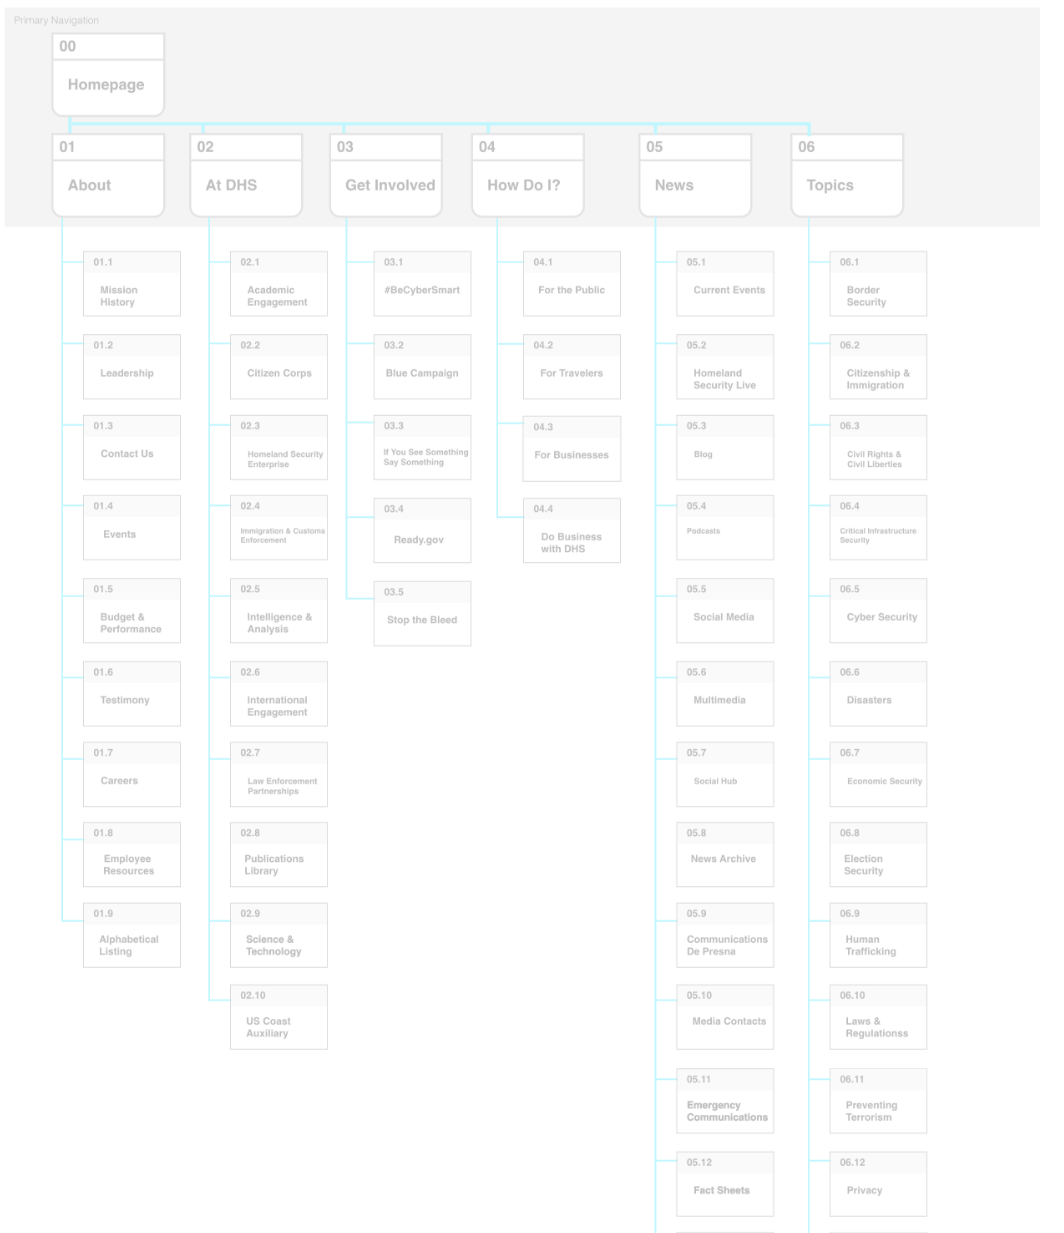 Primary Navigation
00
Homepage
01
About
02
At DHS
03
Get Involved
04
How Do I?
05
News
06
Topics
01.1
Mission
History
01.2
Leadership
01.3
Contact Us
01.4
Events
01.5
Budget &
Performance
01.6
Testimony
01.7
Careers
01.8
Employee
Resources
01.9
Alphabetical
Listing
02.1
Academic
Engagement
02.2
Citizen Corps
02.3
Homeland Security
Enterprise
02.4
Immigration & Customs
Enforcement
02.5
Intelligence &
Analysis
02.6
International
Engagement
02.7
Law Enforcement
Partnerships
02.8
Publications
Library
02.9
Science &
Technology
02.10
US Coast
Auxiliary
03.1
#BeCyberSmart
03.2
Blue Campaign
03.3
If You See Something
Say Something
03.4
Ready.gov
03.5
Stop the Bleed
04.1
For the Public
04.2
For Travelers
04.3
For Businesses
04.4
Do Business
with DHS
05.1
Current Events
05.2
Homeland
Security Live
05.3
Blog
05.4
Podcasts
05.5
Social Media
05.6
Multimedia
05.7
Social Hub
05.8
News Archive
05.9
Communications
De Presna
05.10
Media Contacts
05.11
Emergency
Communications
05.12
Fact Sheets
06.1
Border
Security
06.2
Citizenship &
Immigration
06.3
Civil Rights &
Civil Liberties
06.4
Critical Infrastructure
Security
06.5
Cyber Security
06.6
Disasters
06.7
Economic Security
06.8
Election
Security
06.9
Human
Trafficking
06.10
Laws &
Regulationss
06.11
Preventing
Terrorism
06.12
Privacy